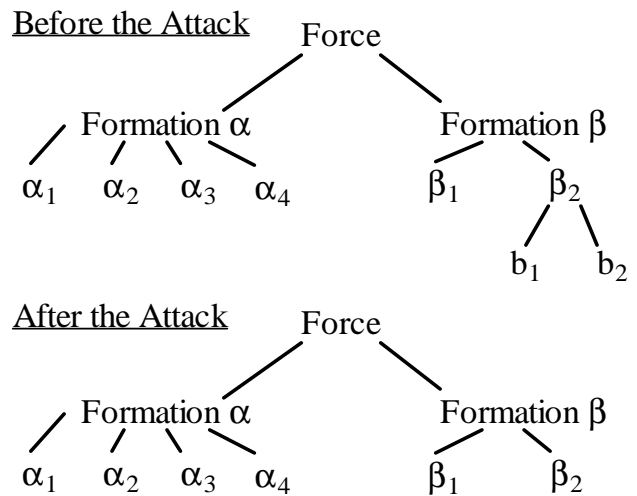 Before the Attack
Force
Formation α
Formation β
α₁ α₂ α₃ α₄ β₁ β₂
b₁ b₂
After the Attack
Force
Formation α
Formation β
α₁ α₂ α₃ α₄ β₁ β₂